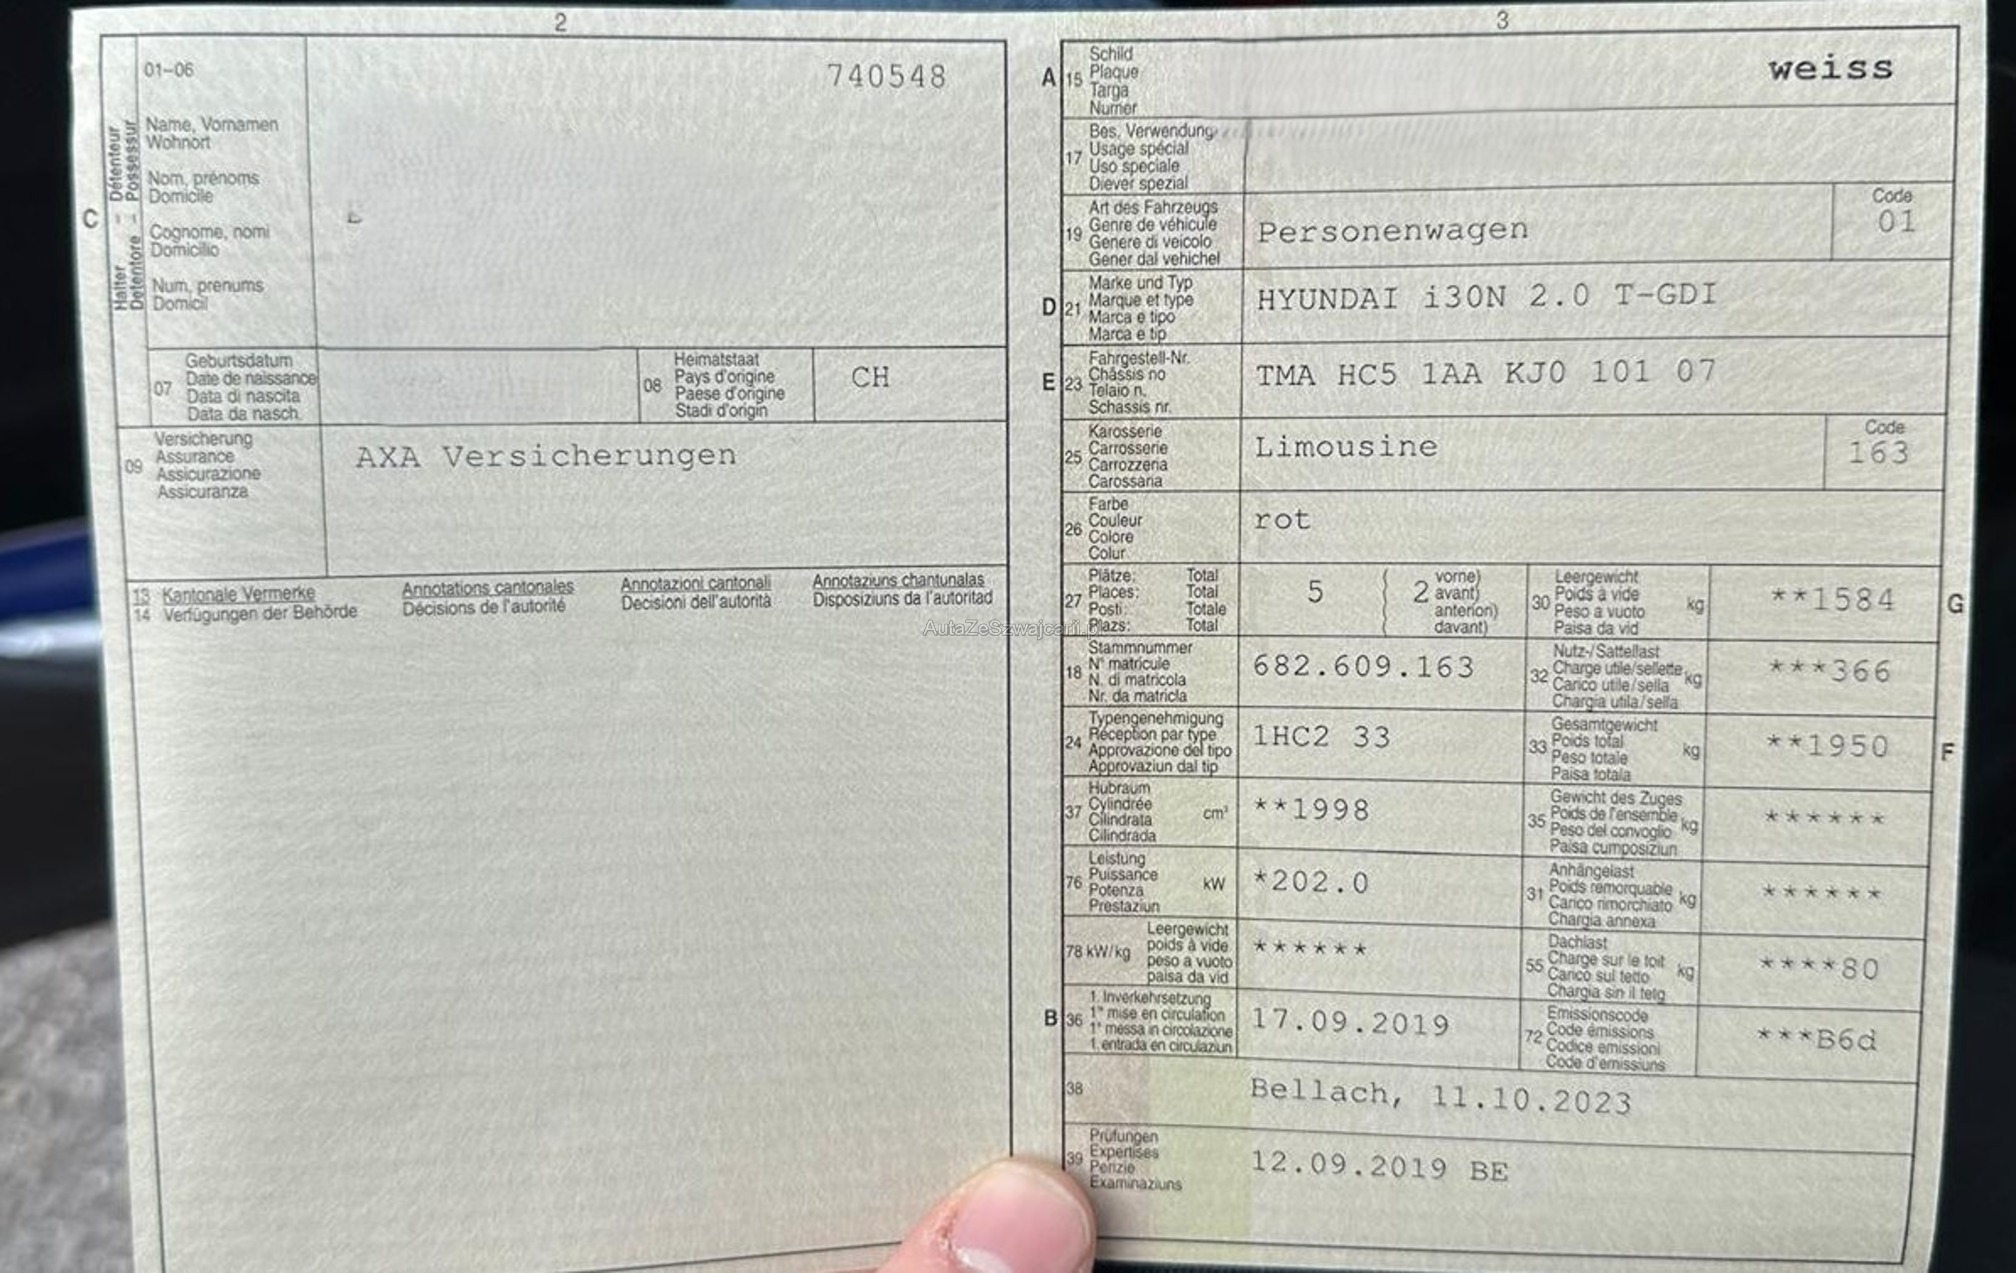 2
01-06
740548
Halter - Détenteur
Detentore - Possessur
C
Name, Vornamen
Wohnort
Nom, prénoms
Domicile
Cognome, nomi
Domicilio
Num, prenums
Domicil
07
Geburtsdatum
Date de naissance
Data di nascita
Data da nasch.
08
Heimatstaat
Pays d'origine
Paese d'origine
Stadi d'origin
CH
09
Versicherung
Assurance
Assicurazione
Assicuranza
AXA Versicherungen
13 Kantonale Vermerke Annotations cantonales Annotazioni cantonali Annotaziuns chantunalas
14 Verfügungen der Behörde Décisions de l'autorité Decisioni dell'autorità Disposiziuns da l'autoritad
3
A 15
Schild
Plaque
Targa
Numer
weiss
17
Bes. Verwendung
Usage spécial
Uso speciale
Diever spezial
19
Art des Fahrzeugs
Genre de véhicule
Genere di veicolo
Gener dal vehichel
Personenwagen
Code
01
D 21
Marke und Typ
Marque et type
Marca e tipo
Marca e tip
HYUNDAI i30N 2.0 T-GDI
E 23
Fahrgestell-Nr.
Châssis no
Telaio n.
Schassis nr.
TMA HC5 1AA KJ0 101 07
25
Karosserie
Carrosserie
Carrozzeria
Carossaria
Limousine
Code
163
26
Farbe
Couleur
Colore
Colur
rot
27
Plätze: Total
Places: Total
Posti: Totale
Plazs: Total
5 ( 2
vorne)
avant)
anteriori)
davant)
30
Leergewicht
Poids à vide
Peso a vuoto kg
Paisa da vid
**1584
G
18
Stammnummer
N° matricule
N. di matricola
Nr. da matricla
682.609.163
32
Nutz-/Sattellast
Charge utile/sellette kg
Carico utile/sella
Chargia utila/sella
***366
24
Typengenehmigung
Réception par type
Approvazione del tipo
Approvaziun dal tip
1HC2 33
33
Gesamtgewicht
Poids total kg
Peso totale
Paisa totala
**1950
F
37
Hubraum
Cylindrée
Cilindrata cm³
Cilindrada
**1998
35
Gewicht des Zuges
Poids de l'ensemble kg
Peso del convoglio
Paisa cumposiziun
******
76
Leistung
Puissance kW
Potenza
Prestaziun
*202.0
31
Anhängelast
Poids remorquable kg
Carico rimorchiato
Chargia annexa
******
78 kW/kg
Leergewicht
poids à vide
peso a vuoto
paisa da vid
******
55
Dachlast
Charge sur le toit kg
Carico sul tetto
Chargia sin il tetg
****80
B 36
1. Inverkehrsetzung
1re mise en circulation
1a messa in circolazione
1. entrada en circulaziun
17.09.2019
72
Emissionscode
Code émissions
Codice emissioni
Code d'emissiuns
***B6d
38
Bellach, 11.10.2023
39
Prüfungen
Expertises
Perizie
Examinaziuns
12.09.2019 BE
AutaZeSzwajcarii.pl